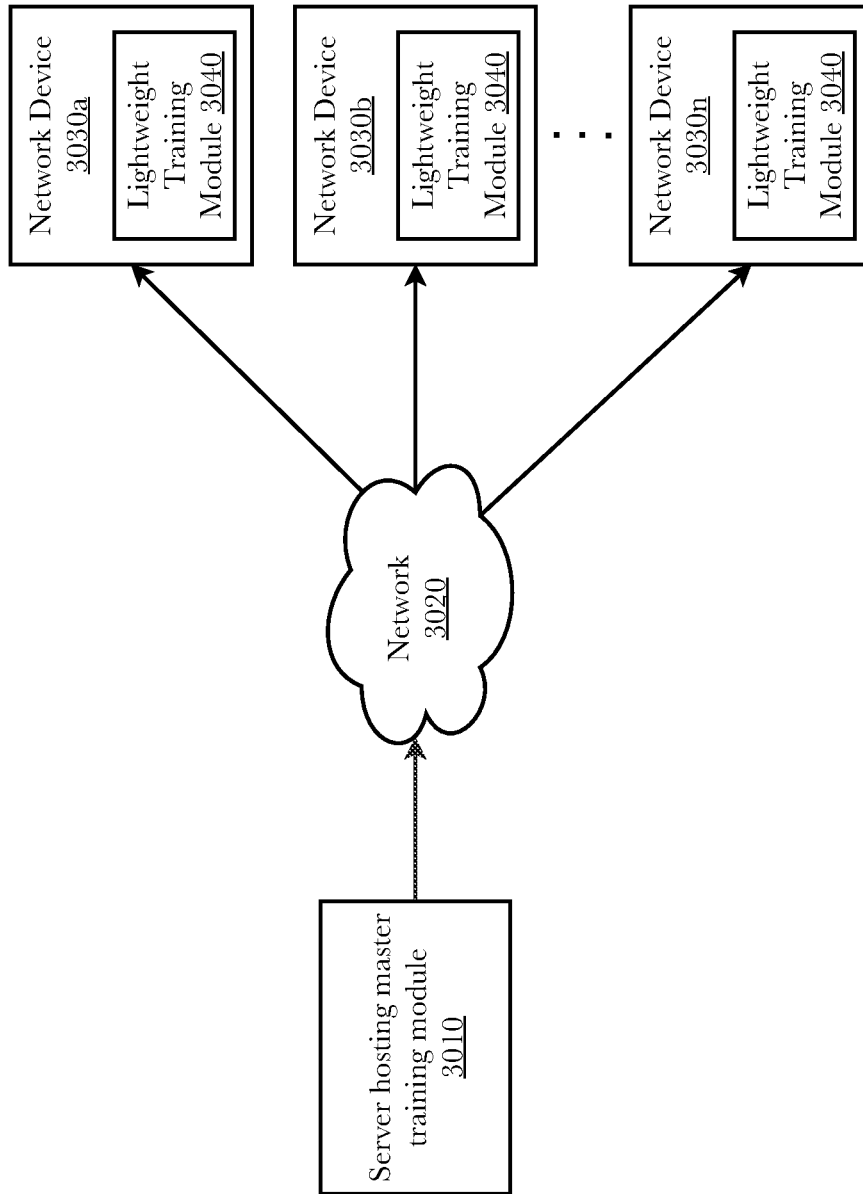 Server hosting master
training module
3010
Network
3020
Network Device
3030a
Lightweight
Training
Module 3040
Network Device
3030b
Lightweight
Training
Module 3040
. . .
Network Device
3030n
Lightweight
Training
Module 3040